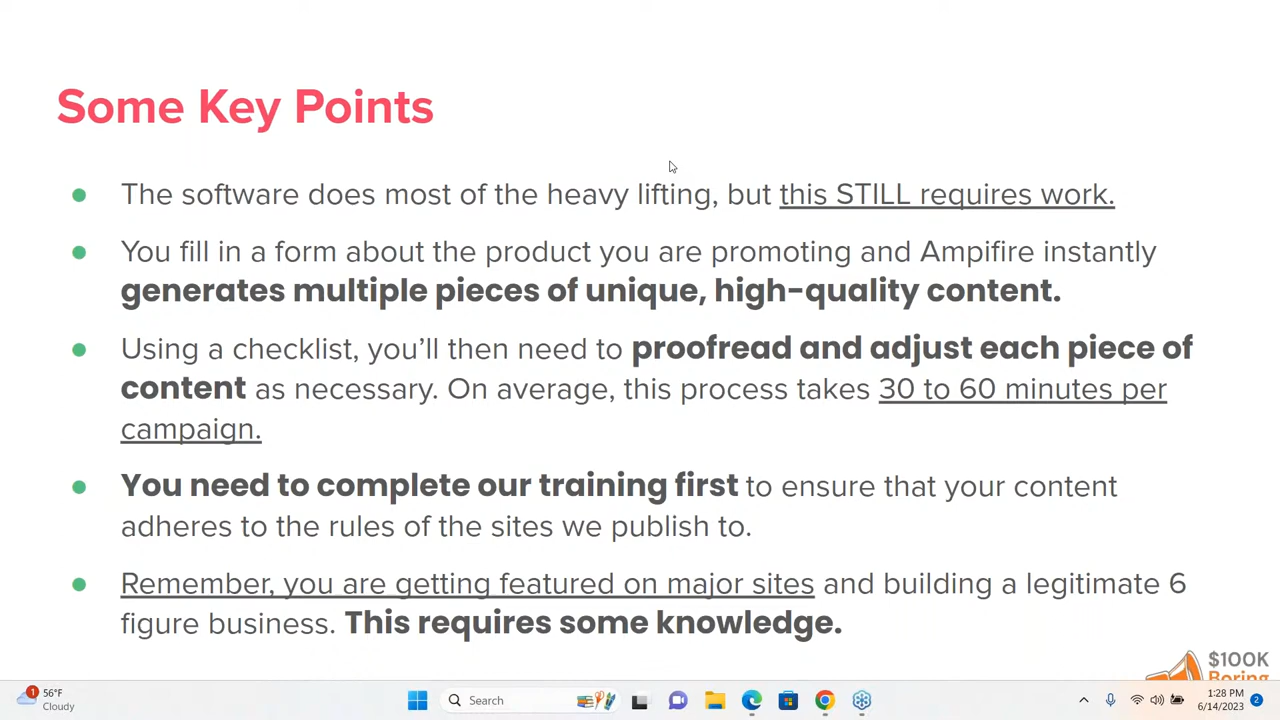 Some Key Points
The software does most of the heavy lifting, but this STILL requires work.
You fill in a form about the product you are promoting and Ampifire instantly
generates multiple pieces of unique, high-quality content.
Using a checklist, you’ll then need to proofread and adjust each piece of
content as necessary. On average, this process takes 30 to 60 minutes per
campaign.
You need to complete our training first to ensure that your content
adheres to the rules of the sites we publish to.
Remember, you are getting featured on major sites and building a legitimate 6
figure business. This requires some knowledge.
$100K
Boring
1
56°F
Cloudy
Search
1:28 PM
6/14/2023
2